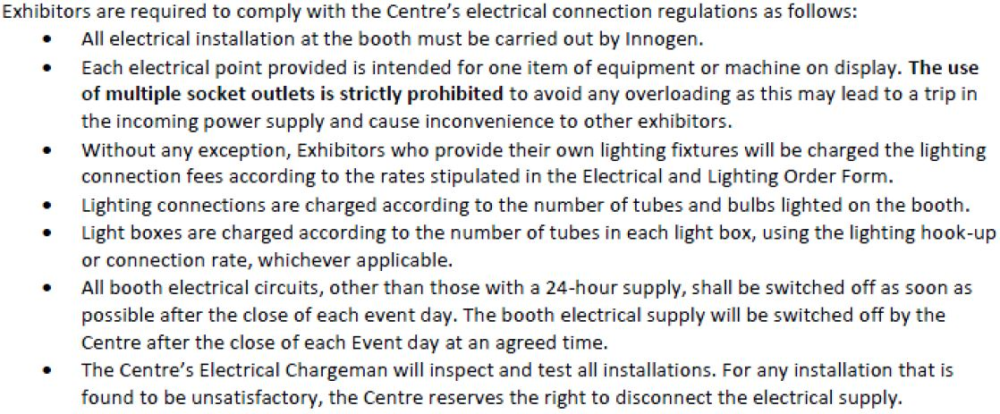 Exhibitors are required to comply with the Centre's electrical connection regulations as follows:
• All electrical installation at the booth must be carried out by Innogen.
• Each electrical point provided is intended for one item of equipment or machine on display. The use
of multiple socket outlets is strictly prohibited to avoid any overloading as this may lead to a trip in
the incoming power supply and cause inconvenience to other exhibitors.
• Without any exception, Exhibitors who provide their own lighting fixtures will be charged the lighting
connection fees according to the rates stipulated in the Electrical and Lighting Order Form.
• Lighting connections are charged according to the number of tubes and bulbs lighted on the booth.
• Light boxes are charged according to the number of tubes in each light box, using the lighting hook-up
or connection rate, whichever applicable.
• All booth electrical circuits, other than those with a 24-hour supply, shall be switched off as soon as
possible after the close of each event day. The booth electrical supply will be switched off by the
Centre after the close of each Event day at an agreed time.
• The Centre's Electrical Chargeman will inspect and test all installations. For any installation that is
found to be unsatisfactory, the Centre reserves the right to disconnect the electrical supply.